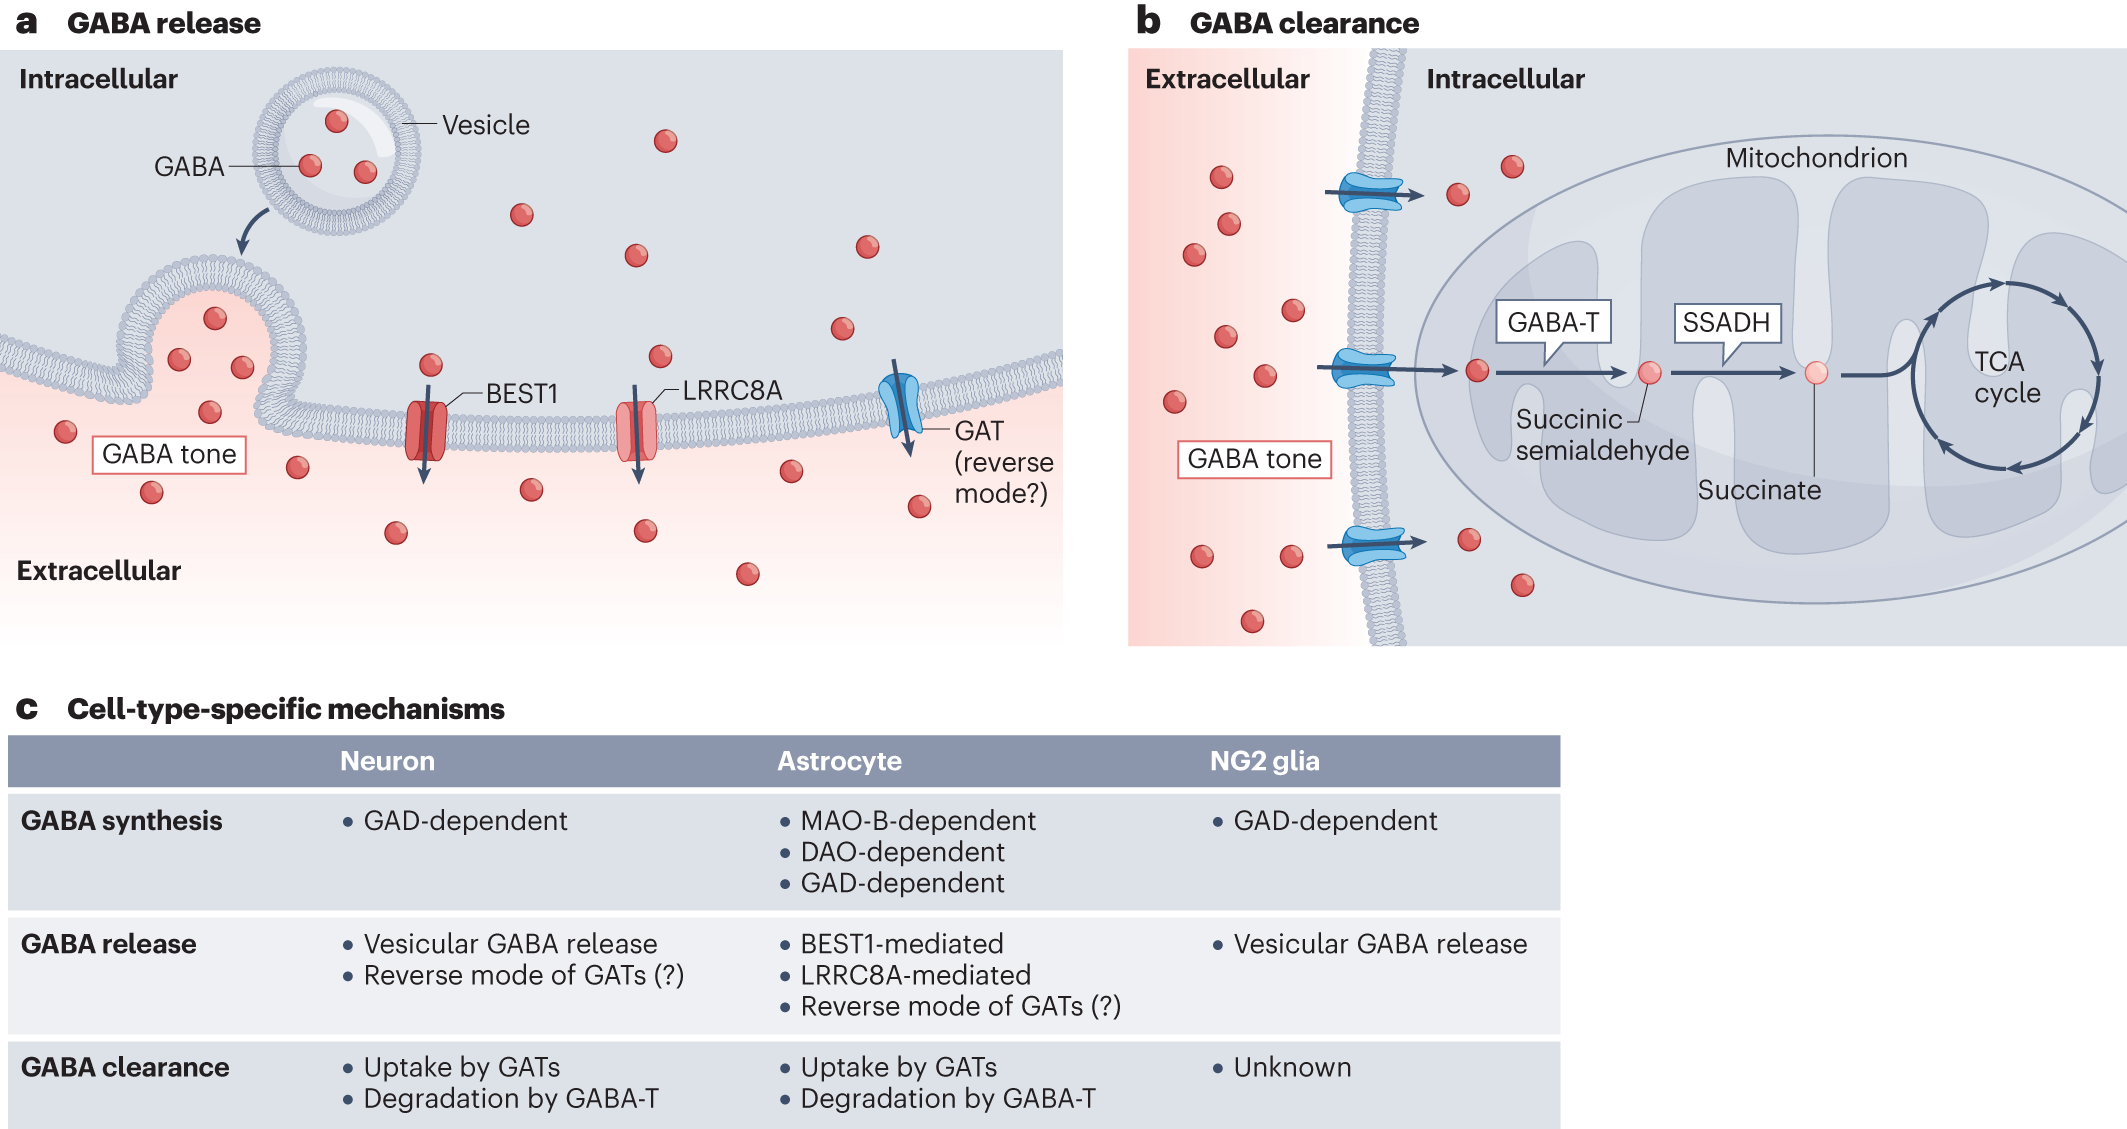 a GABA release
Intracellular
Vesicle
GABA
BEST1
LRRC8A
GAT
(reverse
mode?)
GABA tone
Extracellular
b GABA clearance
Extracellular
Intracellular
Mitochondrion
GABA-T
SSADH
TCA
cycle
Succinic
semialdehyde
Succinate
GABA tone
c Cell-type-specific mechanisms
Neuron Astrocyte NG2 glia
GABA synthesis
• GAD-dependent
• MAO-B-dependent
• DAO-dependent
• GAD-dependent
• GAD-dependent
GABA release
• Vesicular GABA release
• Reverse mode of GATs (?)
• BEST1-mediated
• LRRC8A-mediated
• Reverse mode of GATs (?)
• Vesicular GABA release
GABA clearance
• Uptake by GATs
• Degradation by GABA-T
• Uptake by GATs
• Degradation by GABA-T
• Unknown